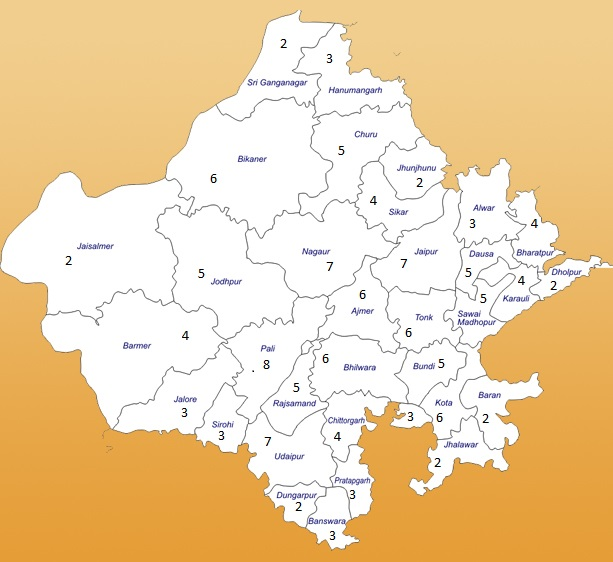 2
3
Sri Ganganagar
Hanumangarh
Churu
5
Bikaner
6
Jhunjhunu
2
4
Sikar
Alwar
3
4
Jaisalmer
2
Nagaur
7
Jaipur
7
Dausa
5
Bharatpur
Dholpur
2
5
Jodhpur
4
Karauli
5
Sawai
Madhopur
6
Ajmer
Tonk
6
Barmer
4
Pali
. 8
6
Bhilwara
Bundi
5
5
Rajsamand
Jalore
3
Sirohi
3
Chittorgarh
4
3
Kota
6
Baran
2
Jhalawar
2
7
Udaipur
Pratapgarh
3
Dungarpur
2
Banswara
3